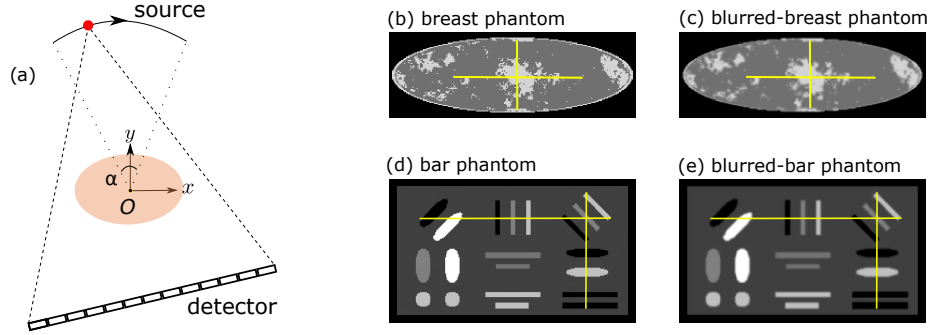 source
(a)
y
α
x
O
detector
(b) breast phantom
(c) blurred-breast phantom
(d) bar phantom
(e) blurred-bar phantom